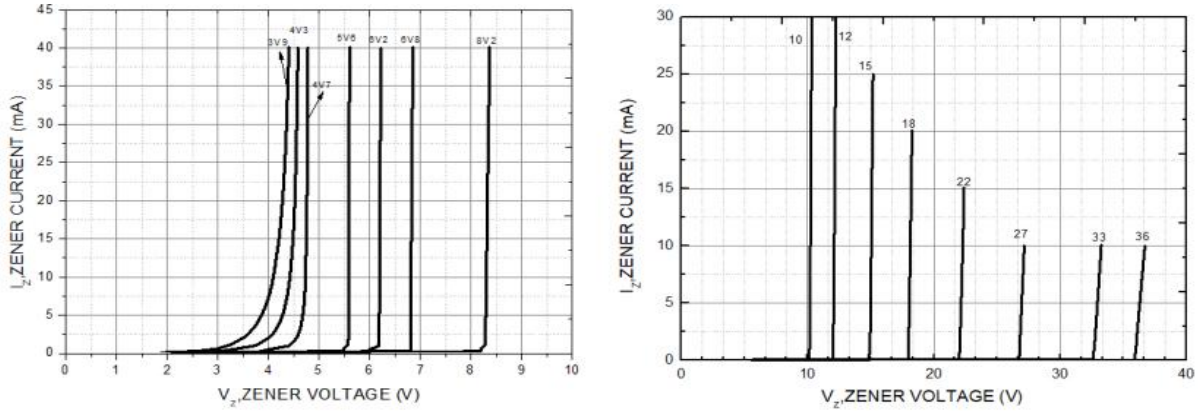 45
40
35
30
25
20
15
10
5
0
I_Z,ZENER CURRENT (mA)
3V9
4V3
4V7
5V6
6V2
6V8
8V2
0 1 2 3 4 5 6 7 8 9 10
V_Z,ZENER VOLTAGE (V)
30
25
20
15
10
5
0
I_Z,ZENER CURRENT (mA)
10
12
15
18
22
27
33
36
0 10 20 30 40
V_Z,ZENER VOLTAGE (V)